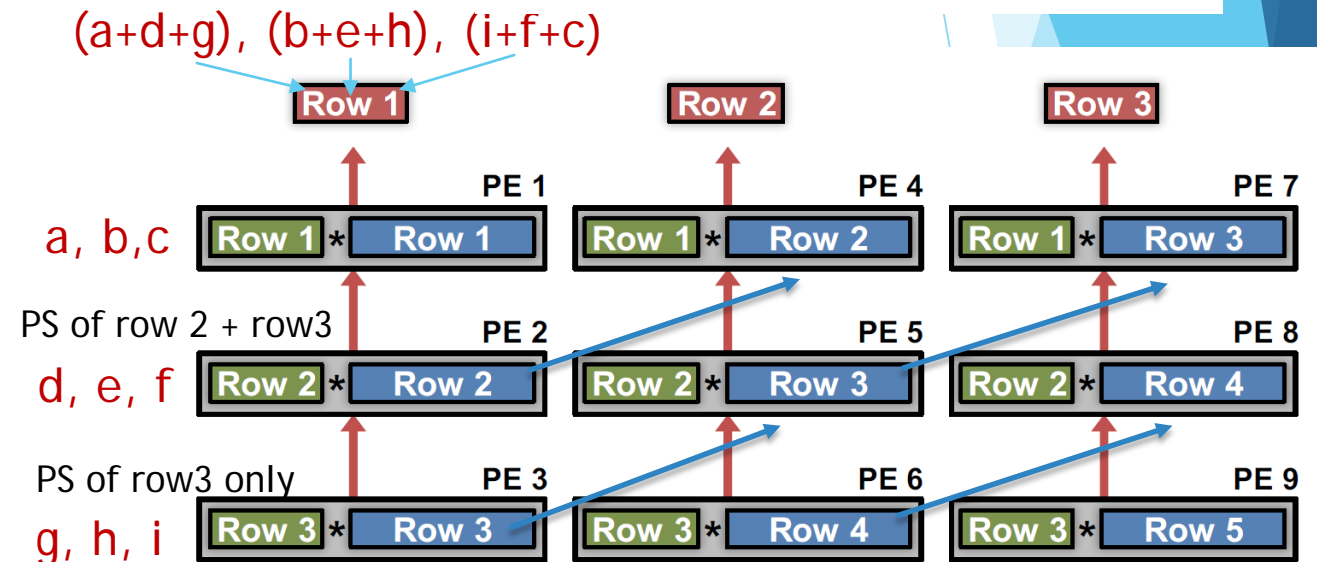 (a+d+g), (b+e+h), (i+f+c)
Row 1 Row 2 Row 3
PE 1 PE 4 PE 7
a, b,c Row 1 * Row 1 Row 1 * Row 2 Row 1 * Row 3
PS of row 2 + row3
PE 2 PE 5 PE 8
d, e, f Row 2 * Row 2 Row 2 * Row 3 Row 2 * Row 4
PS of row3 only
PE 3 PE 6 PE 9
g, h, i Row 3 * Row 3 Row 3 * Row 4 Row 3 * Row 5